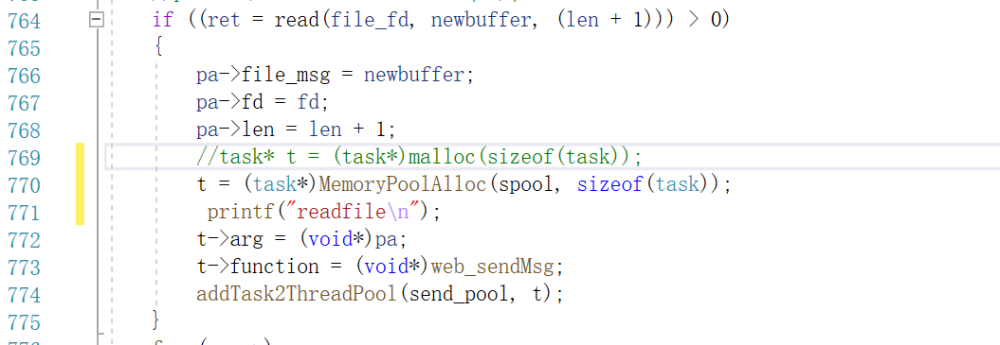 764 if ((ret = read(file_fd, newbuffer, (len + 1))) > 0)
765 {
766 pa->file_msg = newbuffer;
767 pa->fd = fd;
768 pa->len = len + 1;
769 //task* t = (task*)malloc(sizeof(task));
770 t = (task*)MemoryPoolAlloc(spool, sizeof(task));
771 printf("readfile\n");
772 t->arg = (void*)pa;
773 t->function = (void*)web_sendMsg;
774 addTask2ThreadPool(send_pool, t);
775 }